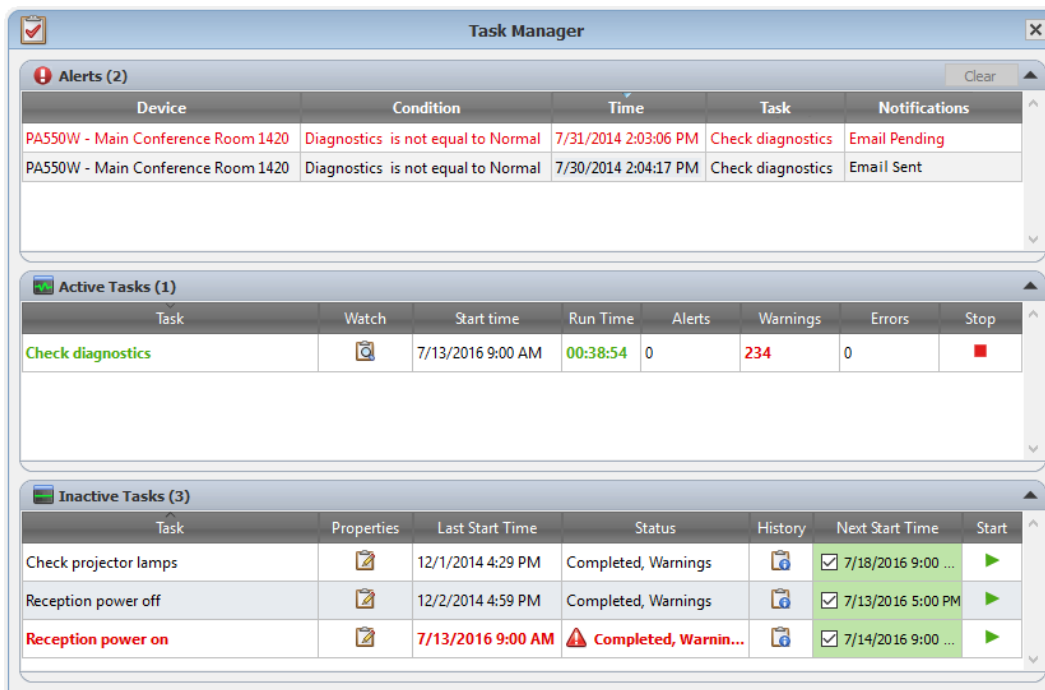 Task Manager
Alerts (2) Clear
Device Condition Time Task Notifications
PA550W - Main Conference Room 1420 Diagnostics is not equal to Normal 7/31/2014 2:03:06 PM Check diagnostics Email Pending
PA550W - Main Conference Room 1420 Diagnostics is not equal to Normal 7/30/2014 2:04:17 PM Check diagnostics Email Sent
Active Tasks (1)
Task Watch Start time Run Time Alerts Warnings Errors Stop
Check diagnostics 7/13/2016 9:00 AM 00:38:54 0 234 0
Inactive Tasks (3)
Task Properties Last Start Time Status History Next Start Time Start
Check projector lamps 12/1/2014 4:29 PM Completed, Warnings 7/18/2016 9:00 ...
Reception power off 12/2/2014 4:59 PM Completed, Warnings 7/13/2016 5:00 PM
Reception power on 7/13/2016 9:00 AM Completed, Warnin... 7/14/2016 9:00 ...